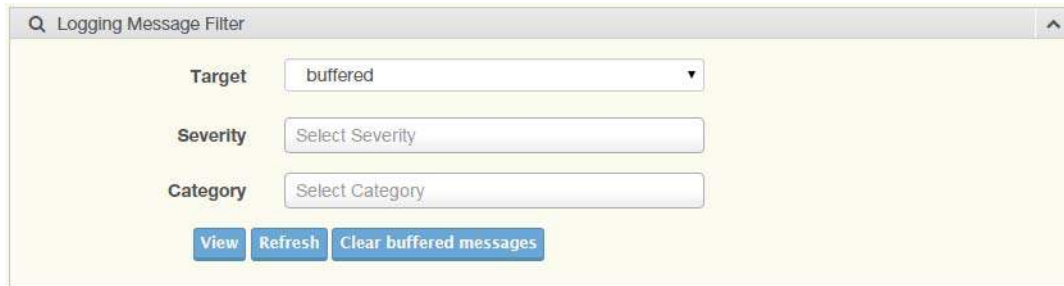 Logging Message Filter
Target buffered
Severity Select Severity
Category Select Category
View Refresh Clear buffered messages